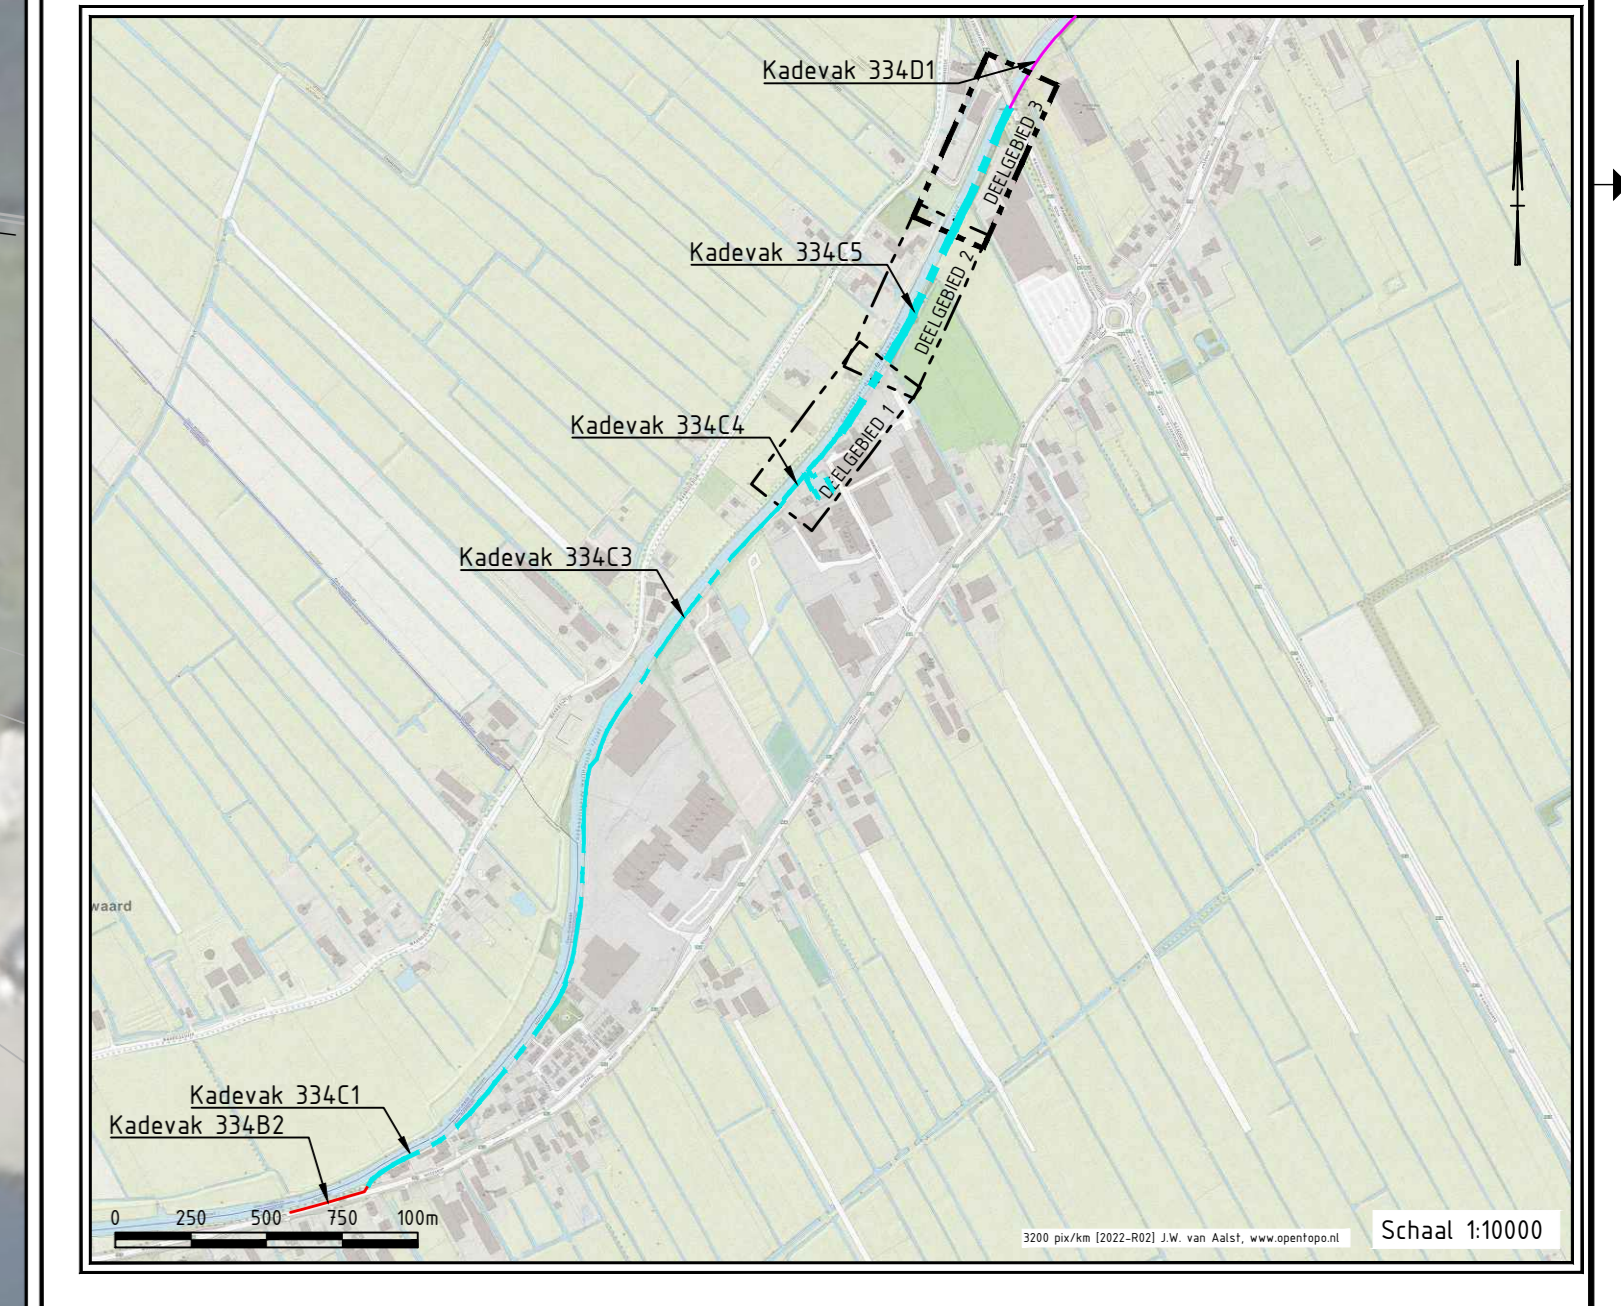 Kadevak 334D1
DEELGEBIED 3
Kadevak 334C5
DEELGEBIED 2
Kadevak 334C4
DEELGEBIED 1
Kadevak 334C3
waard
Kadevak 334C1
Kadevak 334B2
0 250 500 750 100m
3200 pix/km [2022-R02] J.W. van Aalst, www.opentopo.nl
Schaal 1:10000